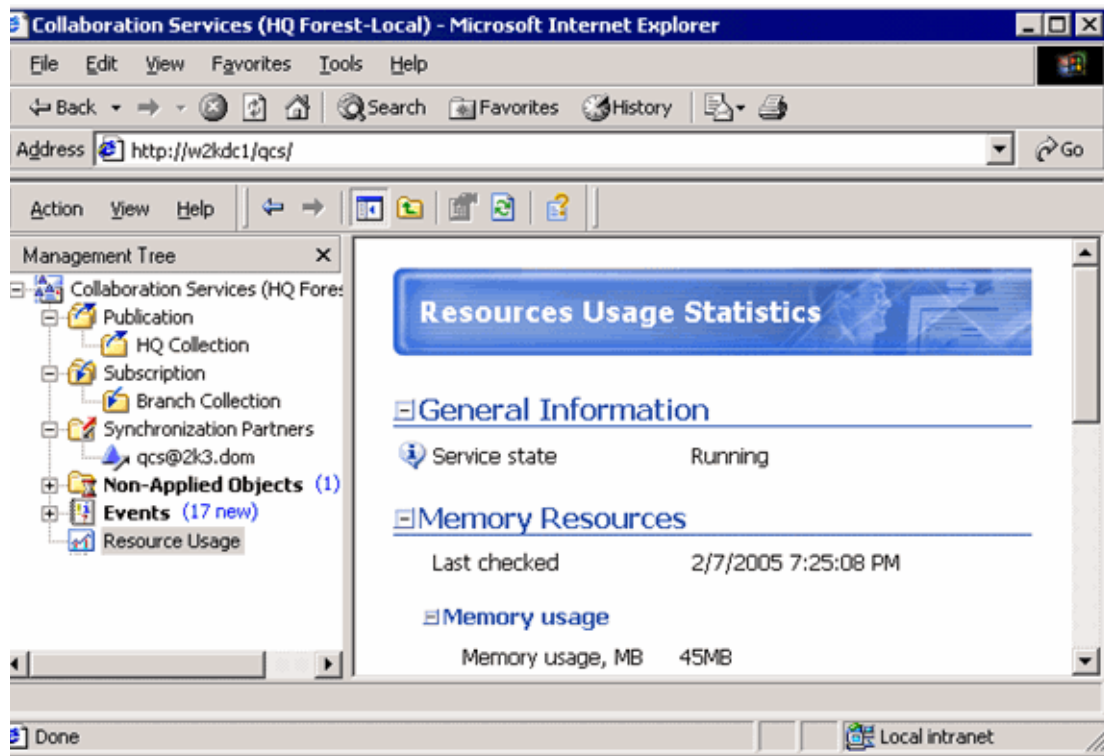 Collaboration Services (HQ Forest-Local) - Microsoft Internet Explorer
File Edit View Favorites Tools Help
Back Search Favorites History
Address http://w2kdc1/qcs/ Go
Action View Help
Management Tree
Collaboration Services (HQ Fores
Publication
HQ Collection
Subscription
Branch Collection
Synchronization Partners
qcs@2k3.dom
Non-Applied Objects (1)
Events (17 new)
Resource Usage
Resources Usage Statistics
General Information
Service state Running
Memory Resources
Last checked 2/7/2005 7:25:08 PM
Memory usage
Memory usage, MB 45MB
Done Local intranet